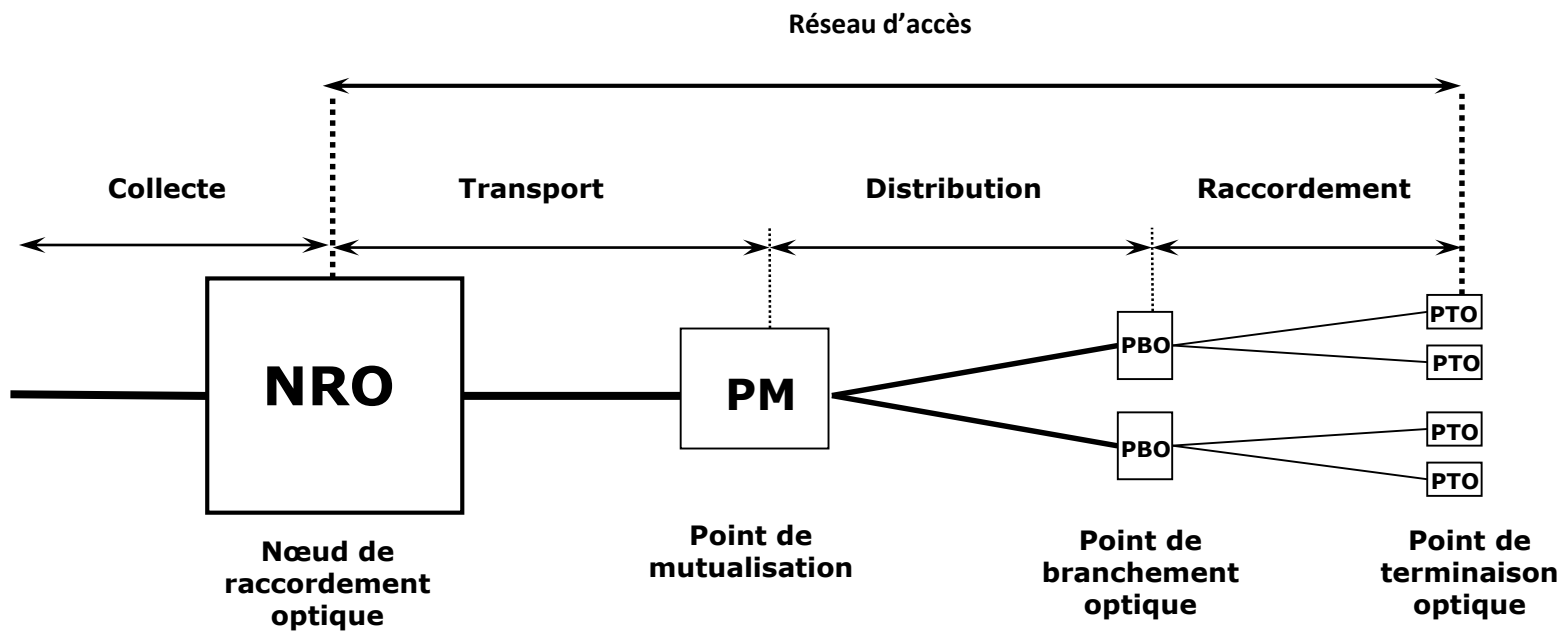 Réseau d’accès
Collecte
Transport
Distribution
Raccordement
NRO
PM
PBO
PBO
PTO
PTO
PTO
PTO
Nœud de
raccordement
optique
Point de
mutualisation
Point de
branchement
optique
Point de
terminaison
optique